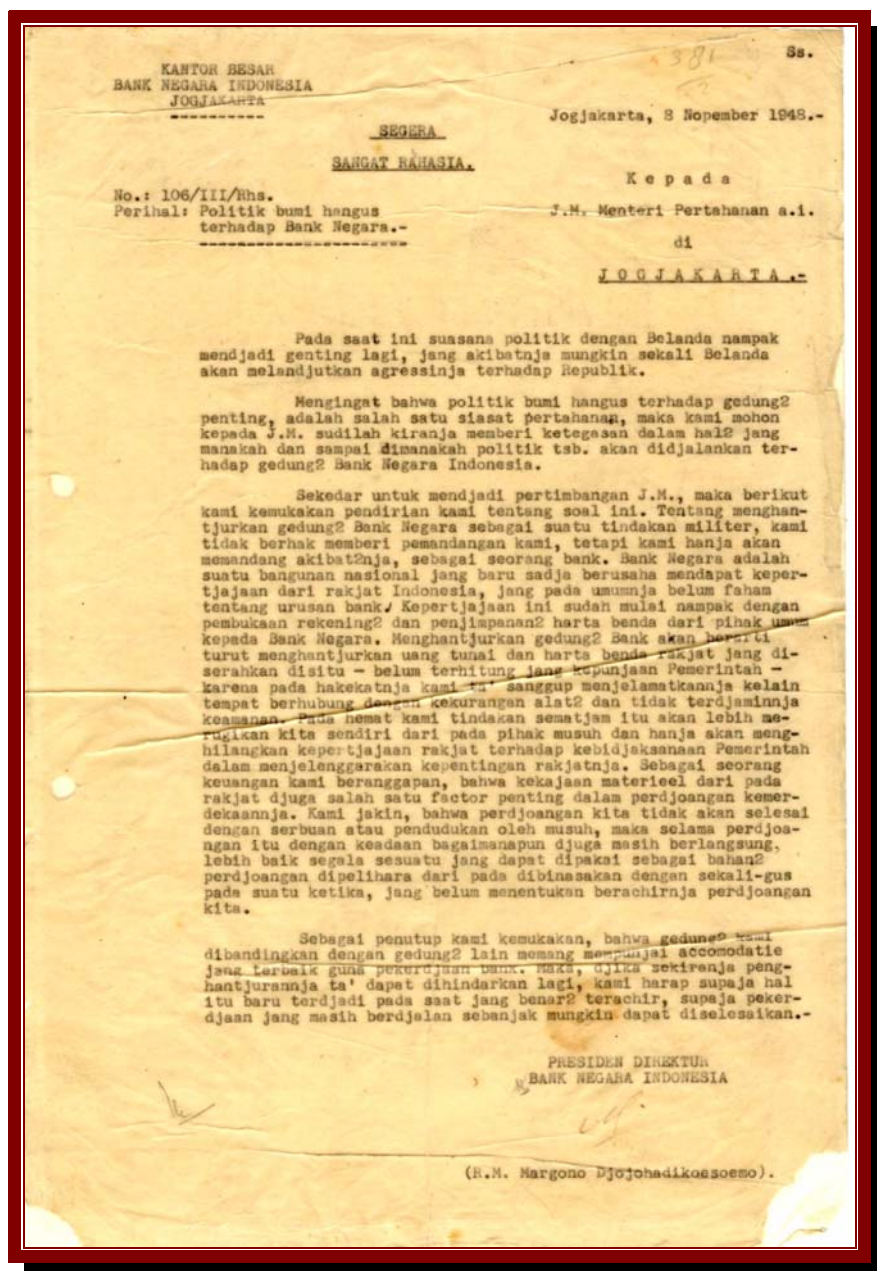 381
Ss.
KANTOR BESAR
BANK NEGARA INDONESIA
JOGJAKARTA
Jogjakarta, 8 Nopember 1948.-
SEGERA
SANGAT RAHASIA.
Kepada
No.: 106/III/Rhs.
Perihal: Politik bumi hangus
J.M. Menteri Pertahanan a.i.
terhadap Bank Negara.-
di
JOGJAKARTA.-
Pada saat ini suasana politik dengan Belanda nampak
mendjadi genting lagi, jang akibatnja mungkin sekali Belanda
akan melandjutkan agressinja terhadap Republik.
Mengingat bahwa politik bumi hangus terhadap gedung2
penting, adalah salah satu siasat pertahanan, maka kami mohon
kepada J.M. sudilah kiranja memberi ketegasan dalam hal2 jang
manakah dan sampai dimanakah politik tsb. akan didjalankan ter-
hadap gedung2 Bank Negara Indonesia.
Sekedar untuk mendjadi pertimbangan J.M., maka berikut
kami kemukakan pendirian kami tentang soal ini. Tentang menghan-
tjurkan gedung2 Bank Negara sebagai suatu tindakan militer, kami
tidak berhak memberi pemandangan kami, tetapi kami hanja akan
memandang akibat2nja, sebagai seorang bank. Bank Negara adalah
suatu bangunan nasional jang baru sadja berusaha mendapat keper-
tjajaan dari rakjat Indonesia, jang pada umumnja belum faham
tentang urusan bank. Kepertjajaan ini sudah mulai nampak dengan
pembukaan rekening2 dan penjimpanan2 harta benda dari pihak umum
kepada Bank Negara. Menghantjurkan gedung2 Bank akan berarti
turut menghantjurkan uang tunai dan harta benda rakjat jang di-
serahkan disitu - belum terhitung jang kepunjaan Pemerintah -
karena pada hakekatnja kami ta' sanggup menjelamatkannja kelain
tempat berhubung dengan kekurangan alat2 dan tidak terdjaminnja
keamanan. Pada hemat kami tindakan sematjam itu akan lebih me-
rugikan kita sendiri dari pada pihak musuh dan hanja akan meng-
hilangkan kepertjajaan rakjat terhadap kebidjaksanaan Pemerintah
dalam menjelenggarakan kepentingan rakjatnja. Sebagai seorang
keuangan kami beranggapan, bahwa kekajaan materieel dari pada
rakjat djuga salah satu factor penting dalam perdjoangan kemer-
dekaannja. Kami jakin, bahwa perdjoangan kita tidak akan selesai
dengan serbuan atau pendudukan oleh musuh, maka selama perdjoa-
ngan itu dengan keadaan bagaimanapun djuga masih berlangsung,
lebih baik segala sesuatu jang dapat dipakai sebagai bahan2
perdjoangan dipelihara dari pada dibinasakan dengan sekali-gus
pada suatu ketika, jang belum menentukan berachirnja perdjoangan
kita.
Sebagai penutup kami kemukakan, bahwa gedung2 kami
dibandingkan dengan gedung2 lain memang mempunjai accomodatie
jang terbaik guna pekerdjaan bank. Maka, djika sekiranja peng-
hantjurannja ta' dapat dihindarkan lagi, kami harap supaja hal
itu baru terdjadi pada saat jang benar2 terachir, supaja peker-
djaan jang masih berdjalan sebanjak mungkin dapat diselesaikan.-
PRESIDEN DIREKTUR
BANK NEGARA INDONESIA
(R.M. Margono Djojohadikoesoemo).